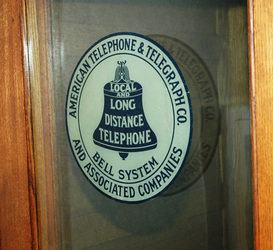 AMERICAN TELEPHONE & TELEGRAPH CO.
LOCAL
AND
LONG
DISTANCE
TELEPHONE
BELL SYSTEM
AND ASSOCIATED COMPANIES